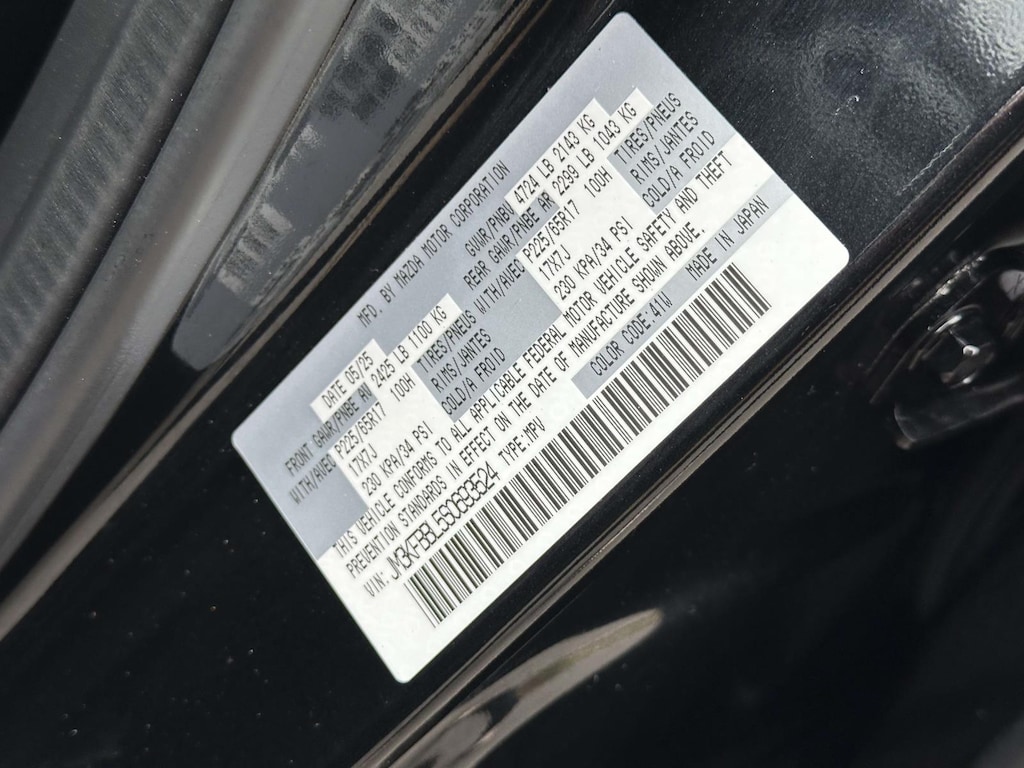 MFD. BY MAZDA MOTOR CORPORATION
DATE 05/25 GVWR/PNBV 4724 LB 2143 KG
FRONT GAWR/PNBE AV 2425 LB 1100 KG REAR GAWR/PNBE AR 2299 LB 1043 KG
WITH/AVEC P225/65R17 100H TIRES/PNEUS WITH/AVEC P225/65R17 100H TIRES/PNEUS
17X7J RIMS/JANTES 17X7J RIMS/JANTES
230 KPA/34 PSI COLD/A FROID 230 KPA/34 PSI COLD/A FROID
THIS VEHICLE CONFORMS TO ALL APPLICABLE FEDERAL MOTOR VEHICLE SAFETY AND THEFT
PREVENTION STANDARDS IN EFFECT ON THE DATE OF MANUFACTURE SHOWN ABOVE.
VIN: TYPE:MPV COLOR CODE:41W MADE IN JAPAN